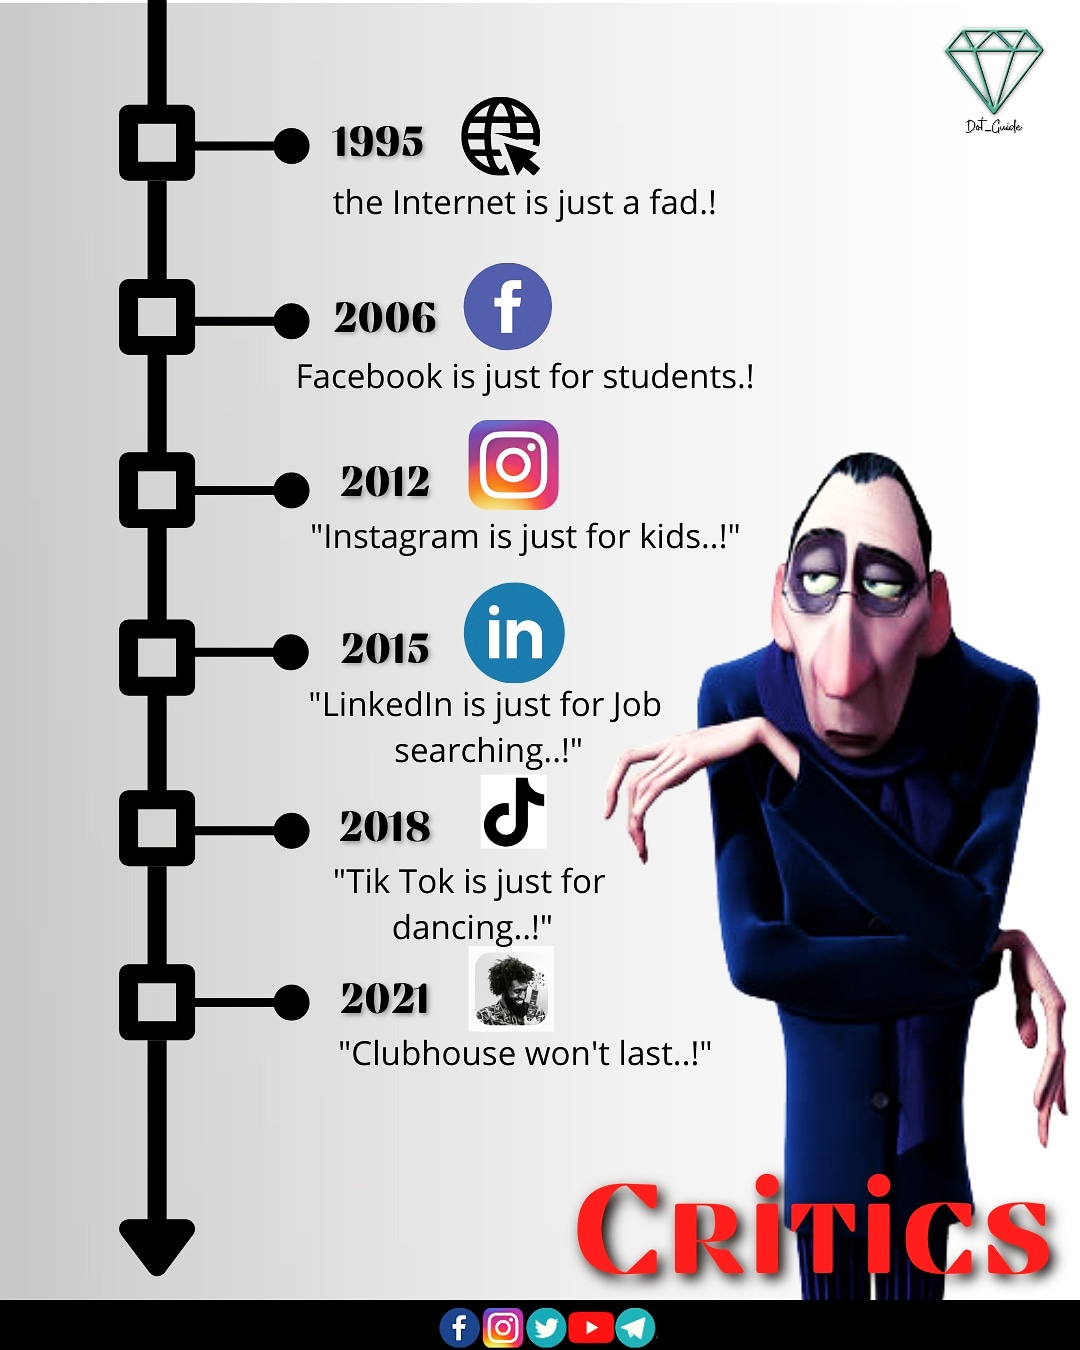 Dot_Guide
1995
the Internet is just a fad.!
2006
Facebook is just for students.!
2012
"Instagram is just for kids..!"
2015
in
"LinkedIn is just for Job
searching..!"
2018
"Tik Tok is just for
dancing..!"
2021
"Clubhouse won't last..!"
Critics